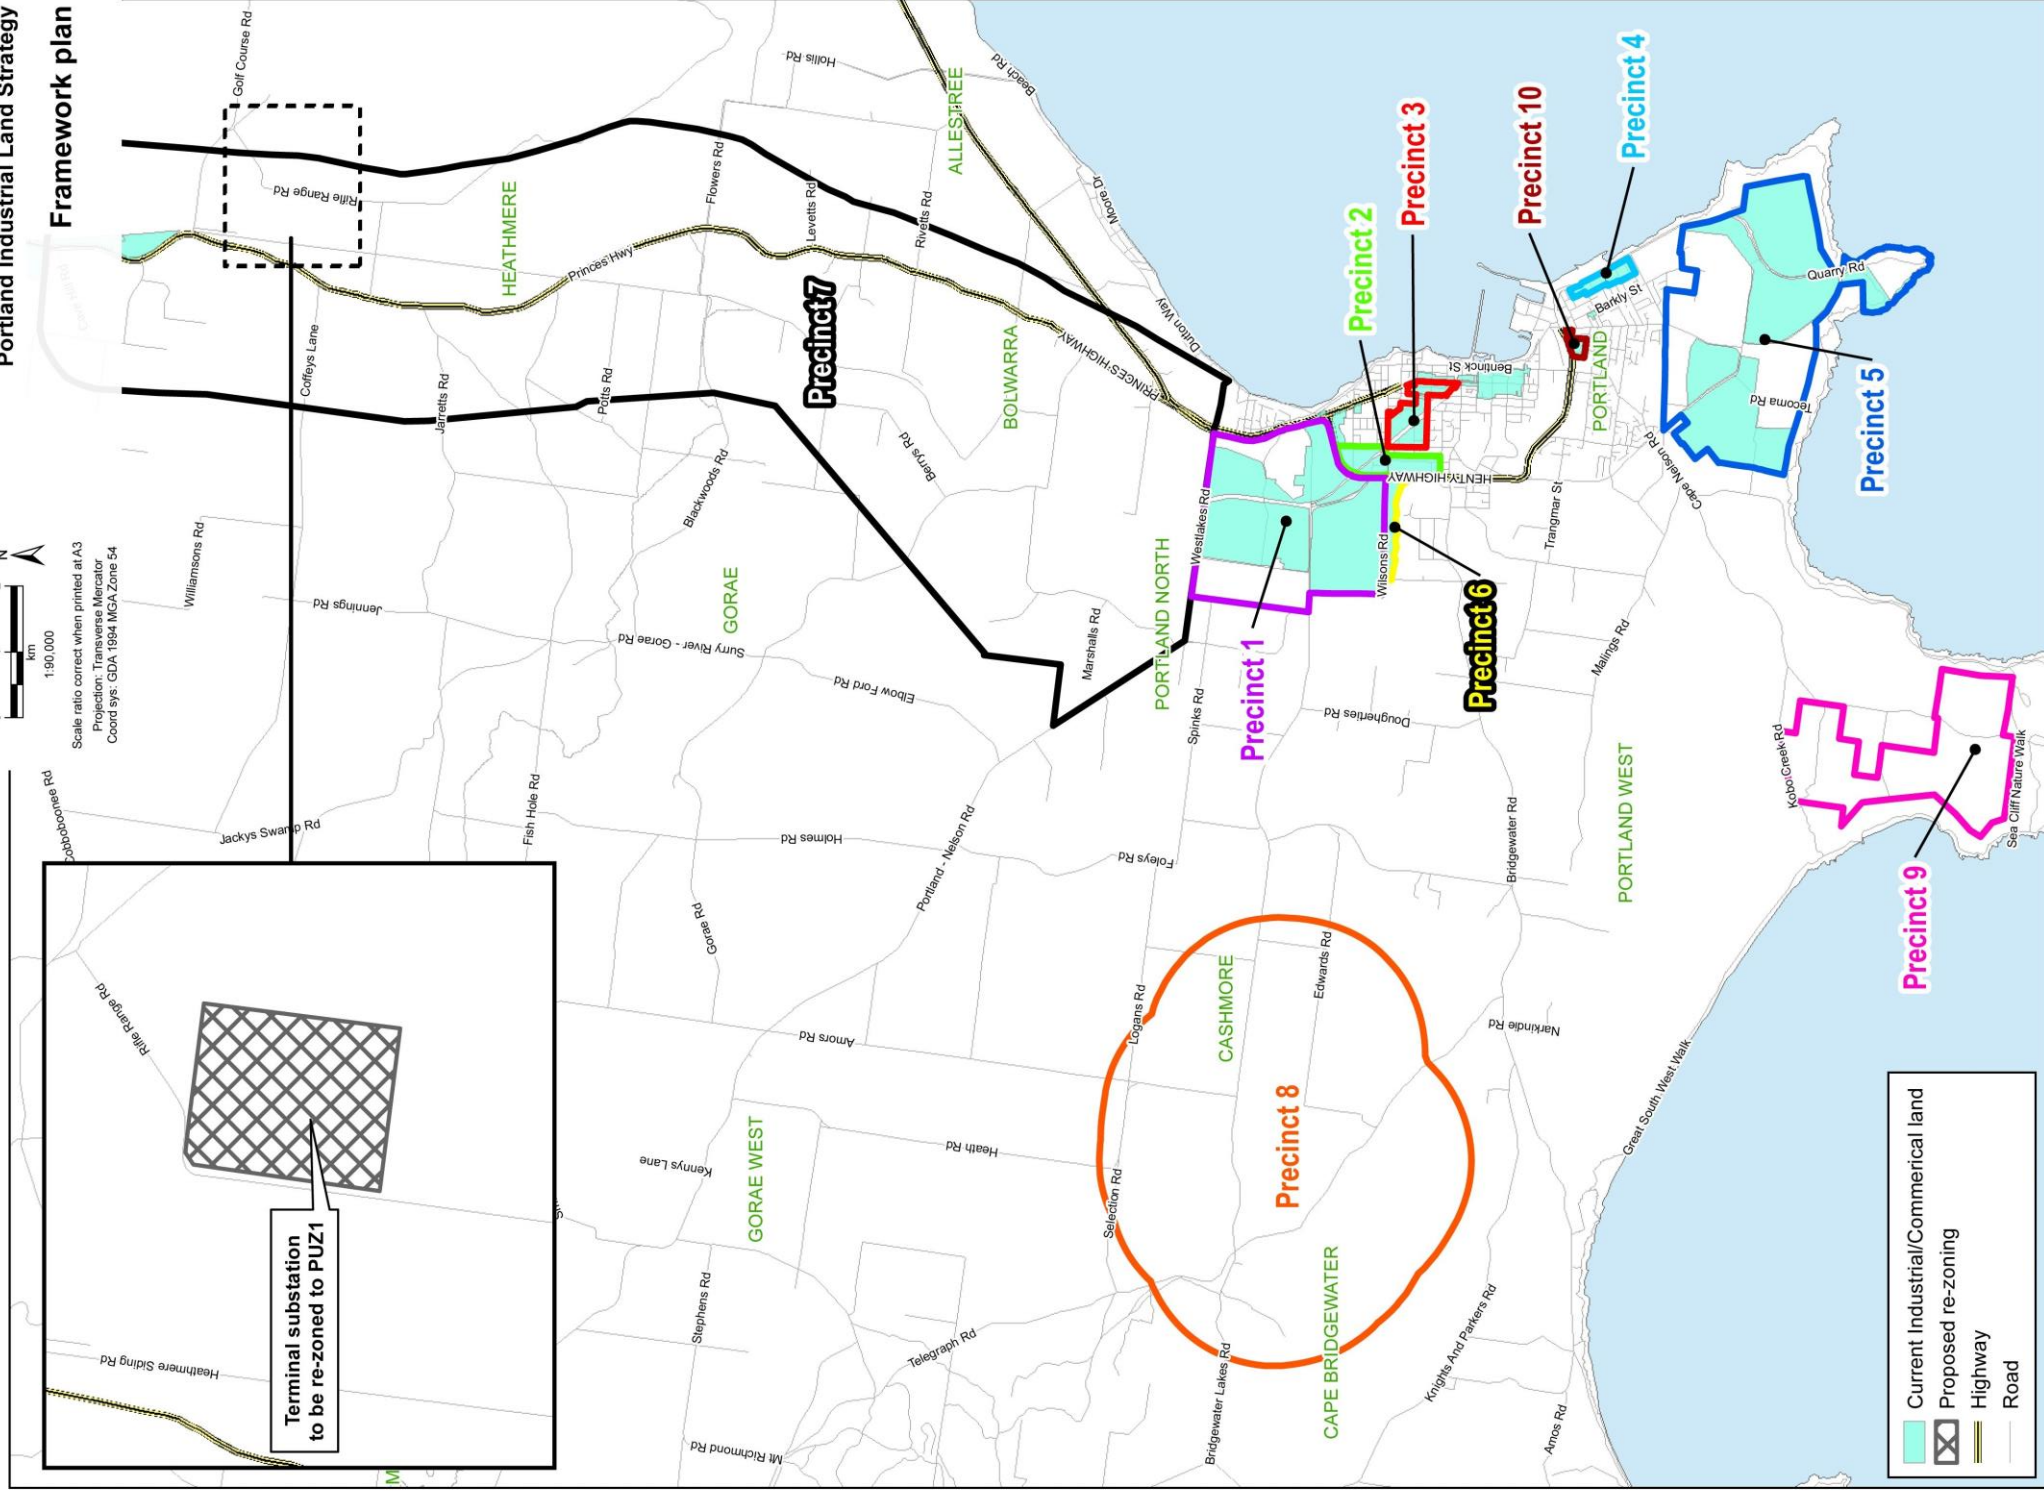 Portland Industrial Land Strategy
Framework plan
N
km
1:90,000
Scale ratio correct when printed at A3
Projection: Transverse Mercator
Coord sys: GDA 1994 MGA Zone 54
Golf Course Rd
Rifle Range Rd
Hollis Rd
Beach Rd
ALLESTREE
HEATHMERE
Princes Hwy
Flowers Rd
Levetts Rd
Rivetts Rd
Moore Dr
Dutton Way
PRINCES HIGHWAY
Coffeys Lane
Jarretts Rd
Potts Rd
Precinct 7
BOLWARRA
Berrys Rd
Blackwoods Rd
Williamsons Rd
Jennings Rd
GORAE
Surry River - Gorae Rd
Elbow Ford Rd
Marshalls Rd
PORTLAND NORTH
Westlakes Rd
Spinks Rd
Jackys Swamp Rd
Fish Hole Rd
Holmes Rd
Portland - Nelson Rd
Foleys Rd
Gorae Rd
Amors Rd
Precinct 1
Precinct 2
Precinct 3
Precinct 10
Precinct 4
Precinct 5
Precinct 6
Precinct 9
Precinct 8
Bentinck St
Barkly St
PORTLAND
Quarry Rd
Tecoma Rd
Cape Nelson Rd
HENTY HIGHWAY
Wilsons Rd
Trangmar St
Malings Rd
Dougherties Rd
Bridgewater Rd
PORTLAND WEST
Kobo Creek Rd
Sea Cliff Nature Walk
Great South West Walk
Narkindie Rd
Logans Rd
CASHMORE
Edwards Rd
Selection Rd
Heath Rd
Kennys Lane
GORAE WEST
Stephens Rd
Telegraph Rd
Mt Richmond Rd
Bridgewater Lakes Rd
CAPE BRIDGEWATER
Knights And Parkers Rd
Amos Rd
Rifle Range Rd
Heathmere Siding Rd
Terminal substation
to be re-zoned to PUZ1
Current Industrial/Commerical land
Proposed re-zoning
Highway
Road